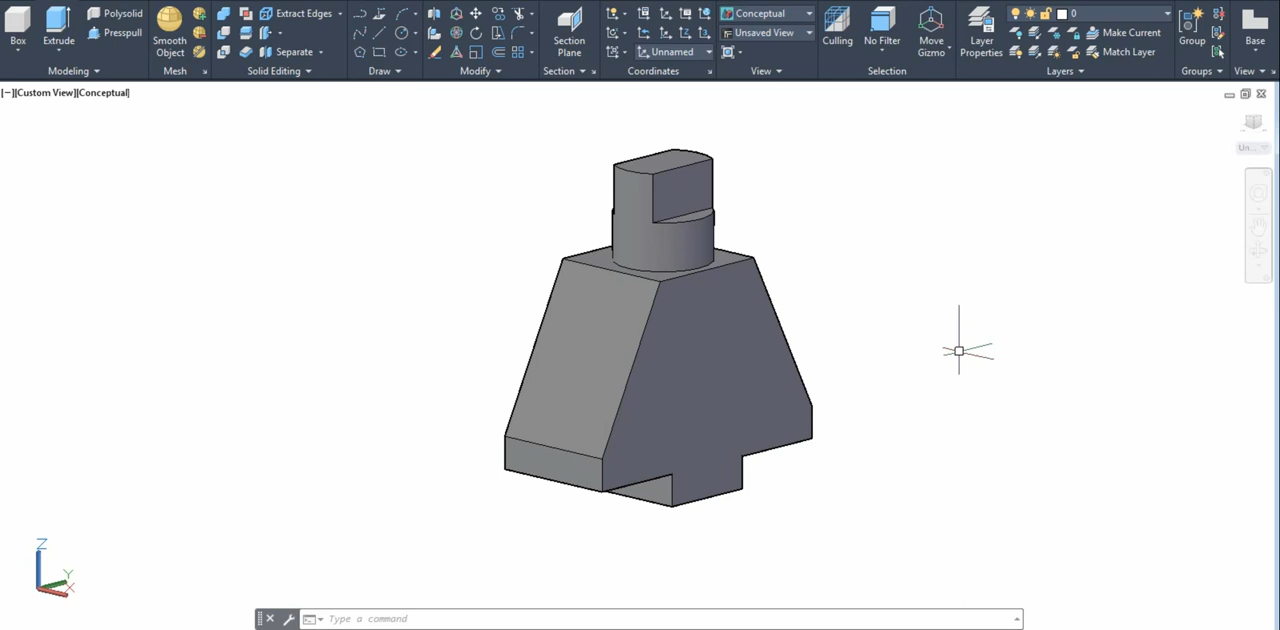 Polysolid
Extract Edges
Conceptual
0
Presspull
Unsaved View
Make Current
Box
Extrude
Smooth
Object
Separate
Section
Plane
Unnamed
Culling
No Filter
Move
Gizmo
Layer
Properties
Match Layer
Group
Base
Modeling
Mesh
Solid Editing
Draw
Modify
Section
Coordinates
View
Selection
Layers
Groups
View
[−][Custom View][Conceptual]
Un...
Z
Y
X
Type a command